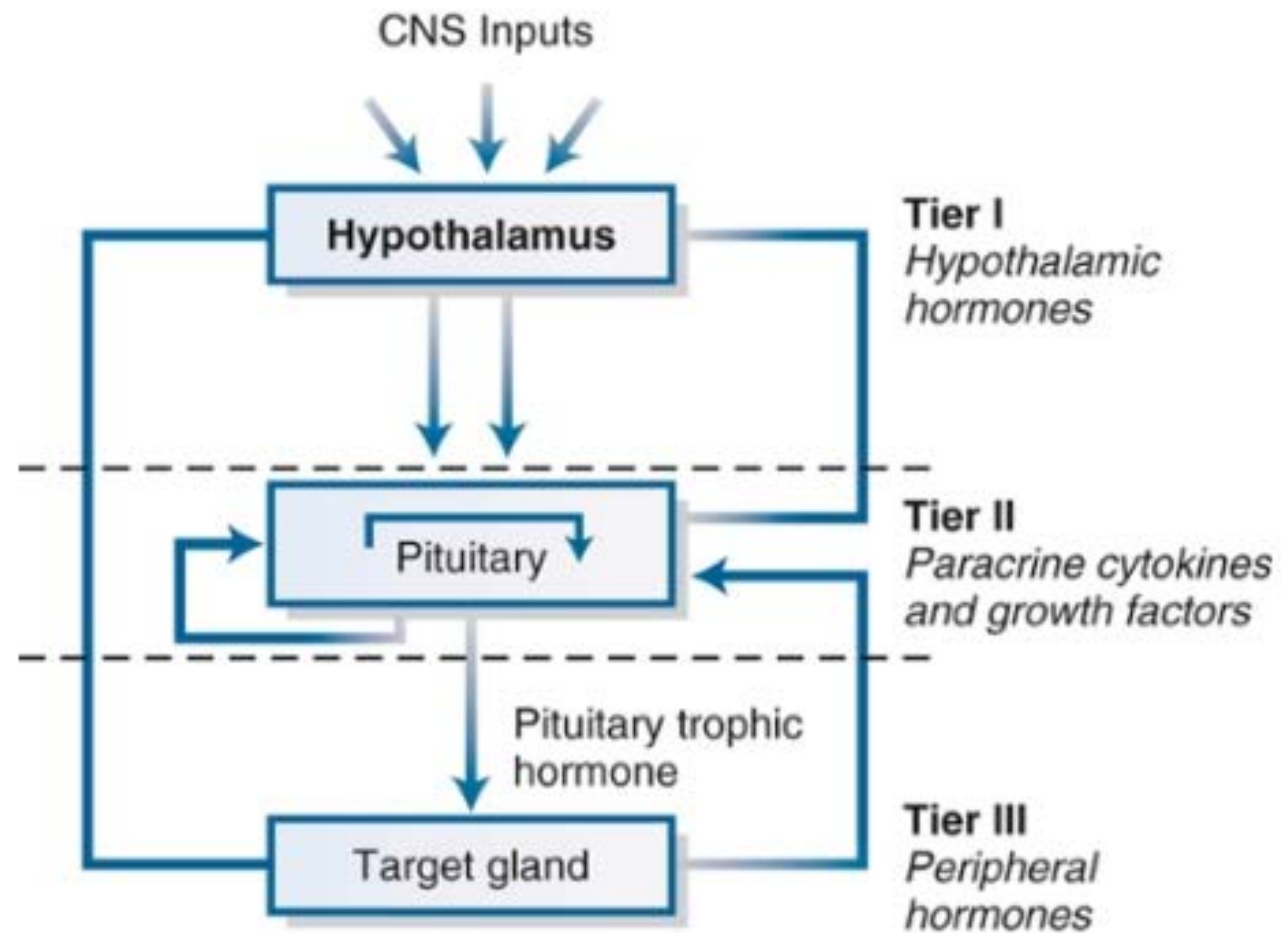 CNS Inputs
Hypothalamus
Tier I
Hypothalamic
hormones
Pituitary
Tier II
Paracrine cytokines
and growth factors
Pituitary trophic
hormone
Target gland
Tier III
Peripheral
hormones